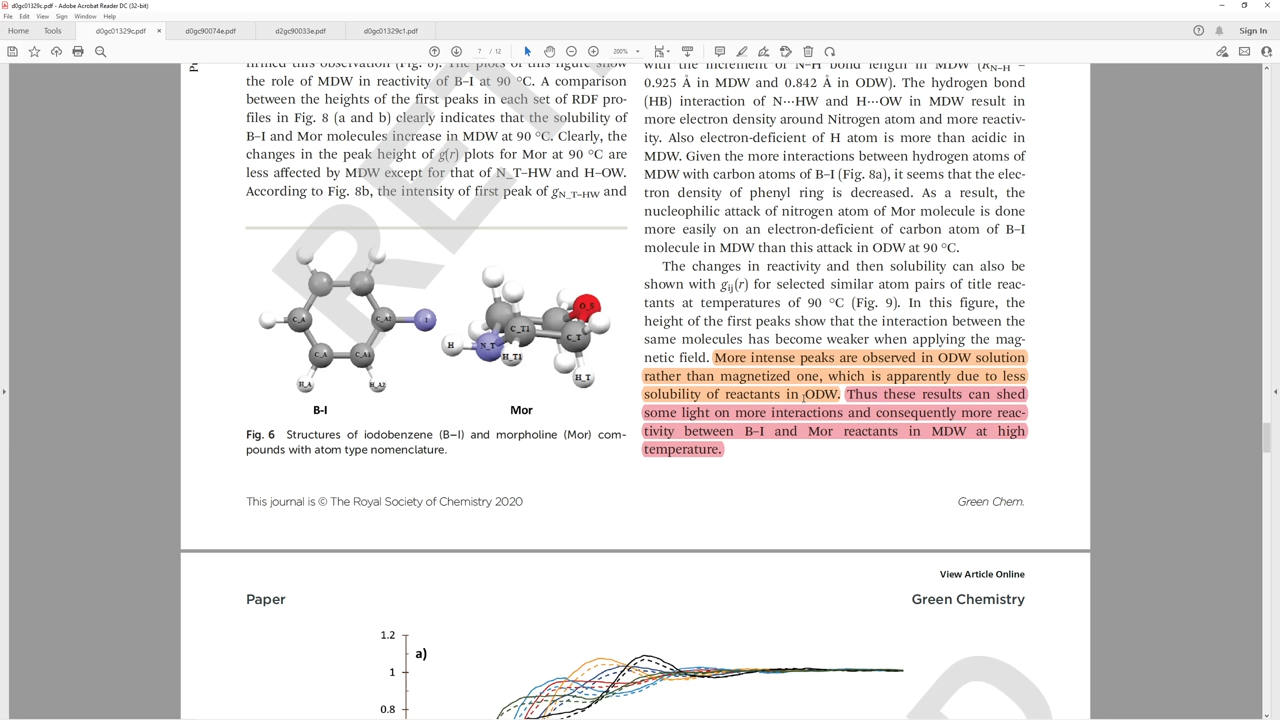 d0gc01329c.pdf - Adobe Acrobat Reader DC (32-bit)
File Edit View Sign Window Help
Home Tools d0gc01329c.pdf × d0gc90074e.pdf d2gc90033e.pdf d0gc01329c1.pdf Sign In
7 / 12 200%
firmed this observation (Fig. 8). The plots of this figure show
the role of MDW in reactivity of B–I at 90 °C. A comparison
between the heights of the first peaks in each set of RDF pro-
files in Fig. 8 (a and b) clearly indicates that the solubility of
B–I and Mor molecules increase in MDW at 90 °C. Clearly, the
changes in the peak height of g(r) plots for Mor at 90 °C are
less affected by MDW except for that of N_T–HW and H–OW.
According to Fig. 8b, the intensity of first peak of gN_T–HW and
C_A C_A2 I
C_A C_A1
H_A H_A2
B-I
O_S
C_T1 C_T
H N_T H_T1
H_T
Mor
Fig. 6 Structures of iodobenzene (B–I) and morpholine (Mor) com-
pounds with atom type nomenclature.
with the increment of N–H bond length in MDW (RN–H =
0.925 Å in MDW and 0.842 Å in ODW). The hydrogen bond
(HB) interaction of N⋯HW and H⋯OW in MDW result in
more electron density around Nitrogen atom and more reactiv-
ity. Also electron-deficient of H atom is more than acidic in
MDW. Given the more interactions between hydrogen atoms of
MDW with carbon atoms of B–I (Fig. 8a), it seems that the elec-
tron density of phenyl ring is decreased. As a result, the
nucleophilic attack of nitrogen atom of Mor molecule is done
more easily on an electron-deficient of carbon atom of B–I
molecule in MDW than this attack in ODW at 90 °C.
The changes in reactivity and then solubility can also be
shown with gij(r) for selected similar atom pairs of title reac-
tants at temperatures of 90 °C (Fig. 9). In this figure, the
height of the first peaks show that the interaction between the
same molecules has become weaker when applying the mag-
netic field. More intense peaks are observed in ODW solution
rather than magnetized one, which is apparently due to less
solubility of reactants in ODW. Thus these results can shed
some light on more interactions and consequently more reac-
tivity between B–I and Mor reactants in MDW at high
temperature.
This journal is © The Royal Society of Chemistry 2020
Green Chem.
View Article Online
Paper
Green Chemistry
1.2
a)
1
0.8